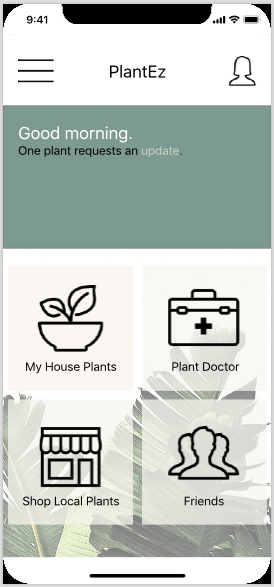 9:41
PlantEz
Good morning.
One plant requests an update.
My House Plants
Plant Doctor
Shop Local Plants
Friends